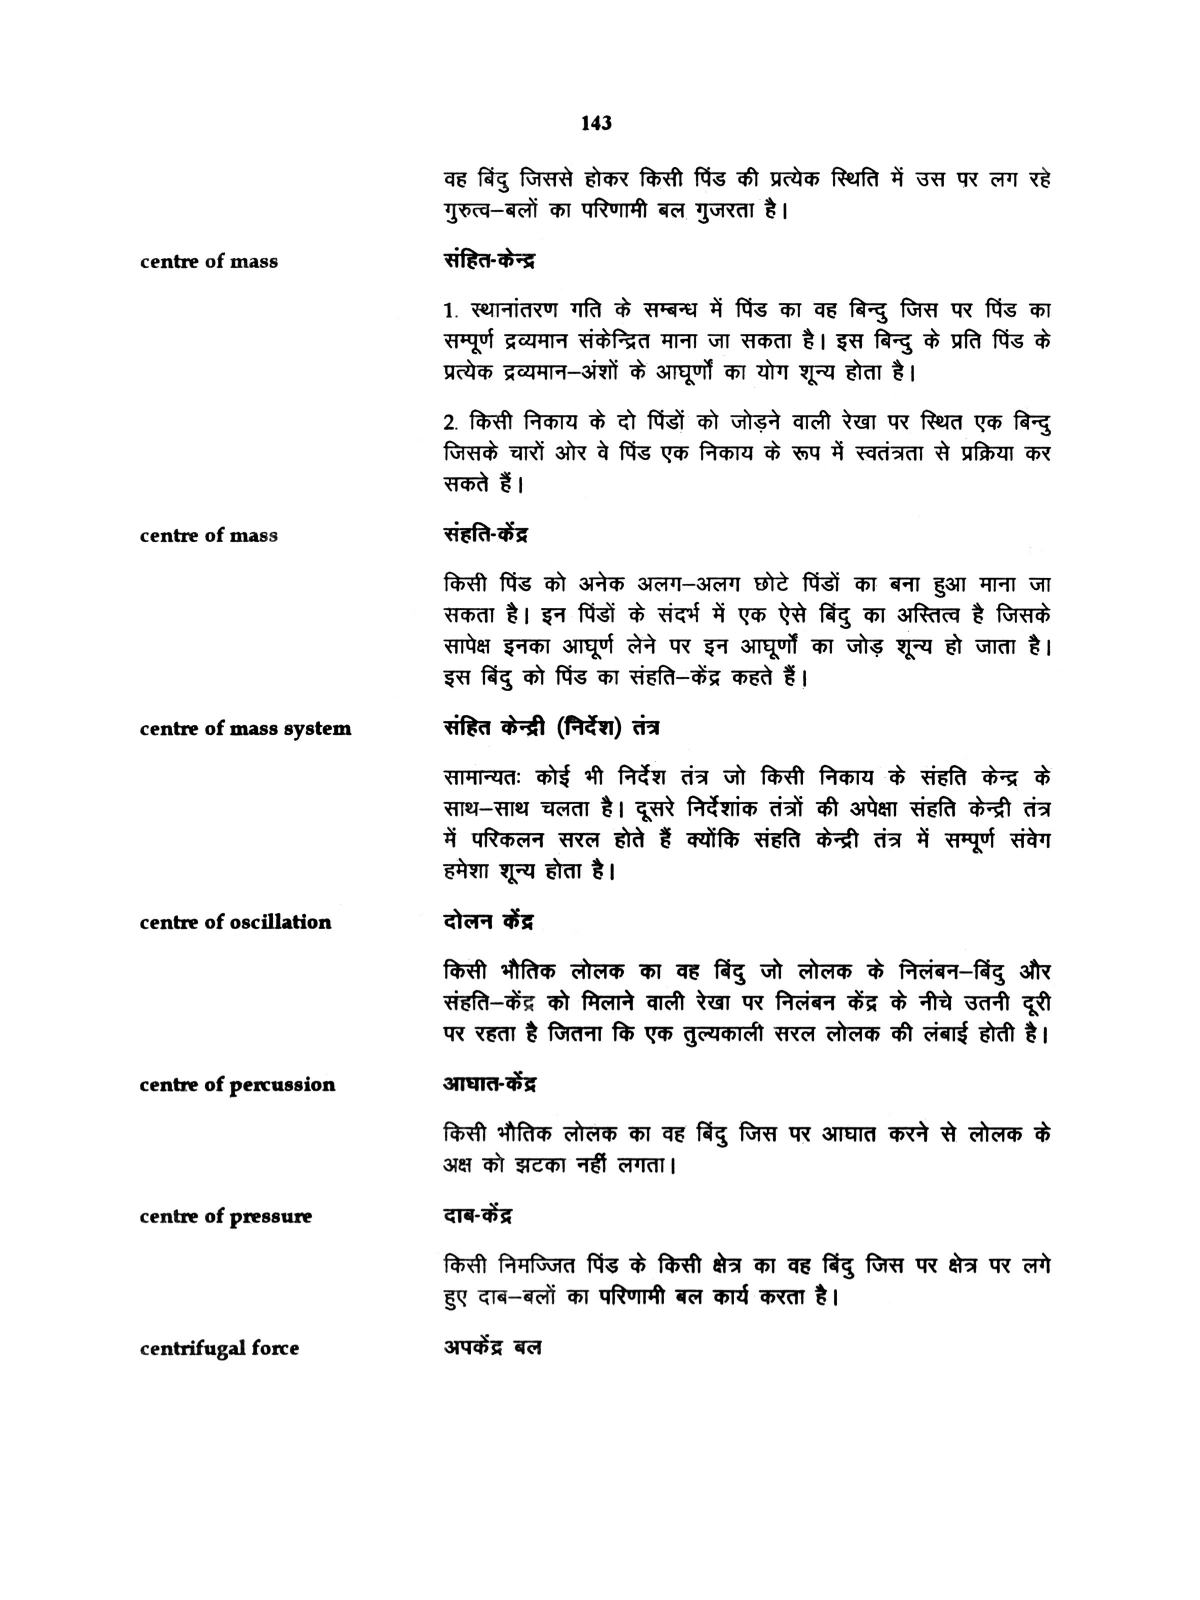 143
वह बिंदु जिससे होकर किसी पिंड की प्रत्येक स्थिति में उस पर लग रहे
गुरुत्व–बलों का परिणामी बल गुजरता है।
centre of mass संहित-केन्द्र
1. स्थानांतरण गति के सम्बन्ध में पिंड का वह बिन्दु जिस पर पिंड का
सम्पूर्ण द्रव्यमान संकेन्द्रित माना जा सकता है। इस बिन्दु के प्रति पिंड के
प्रत्येक द्रव्यमान–अंशों के आघूर्णों का योग शून्य होता है।
2. किसी निकाय के दो पिंडों को जोड़ने वाली रेखा पर स्थित एक बिन्दु
जिसके चारों ओर वे पिंड एक निकाय के रूप में स्वतंत्रता से प्रक्रिया कर
सकते हैं।
centre of mass संहति-केंद्र
किसी पिंड को अनेक अलग–अलग छोटे पिंडों का बना हुआ माना जा
सकता है। इन पिंडों के संदर्भ में एक ऐसे बिंदु का अस्तित्व है जिसके
सापेक्ष इनका आघूर्ण लेने पर इन आघूर्णों का जोड़ शून्य हो जाता है।
इस बिंदु को पिंड का संहति–केंद्र कहते हैं।
centre of mass system संहित केन्द्री (निर्देश) तंत्र
सामान्यतः कोई भी निर्देश तंत्र जो किसी निकाय के संहति केन्द्र के
साथ–साथ चलता है। दूसरे निर्देशांक तंत्रों की अपेक्षा संहति केन्द्री तंत्र
में परिकलन सरल होते हैं क्योंकि संहति केन्द्री तंत्र में सम्पूर्ण संवेग
हमेशा शून्य होता है।
centre of oscillation दोलन केंद्र
किसी भौतिक लोलक का वह बिंदु जो लोलक के निलंबन–बिंदु और
संहति–केंद्र को मिलाने वाली रेखा पर निलंबन केंद्र के नीचे उतनी दूरी
पर रहता है जितना कि एक तुल्यकाली सरल लोलक की लंबाई होती है।
centre of percussion आघात-केंद्र
किसी भौतिक लोलक का वह बिंदु जिस पर आघात करने से लोलक के
अक्ष को झटका नहीं लगता।
centre of pressure दाब-केंद्र
किसी निमज्जित पिंड के किसी क्षेत्र का वह बिंदु जिस पर क्षेत्र पर लगे
हुए दाब–बलों का परिणामी बल कार्य करता है।
centrifugal force अपकेंद्र बल